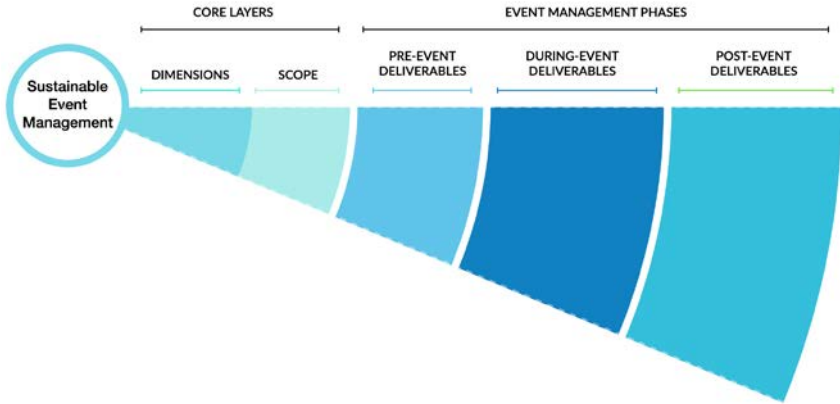 CORE LAYERS
EVENT MANAGEMENT PHASES
DIMENSIONS
SCOPE
PRE-EVENT
DELIVERABLES
DURING-EVENT
DELIVERABLES
POST-EVENT
DELIVERABLES
Sustainable
Event
Management